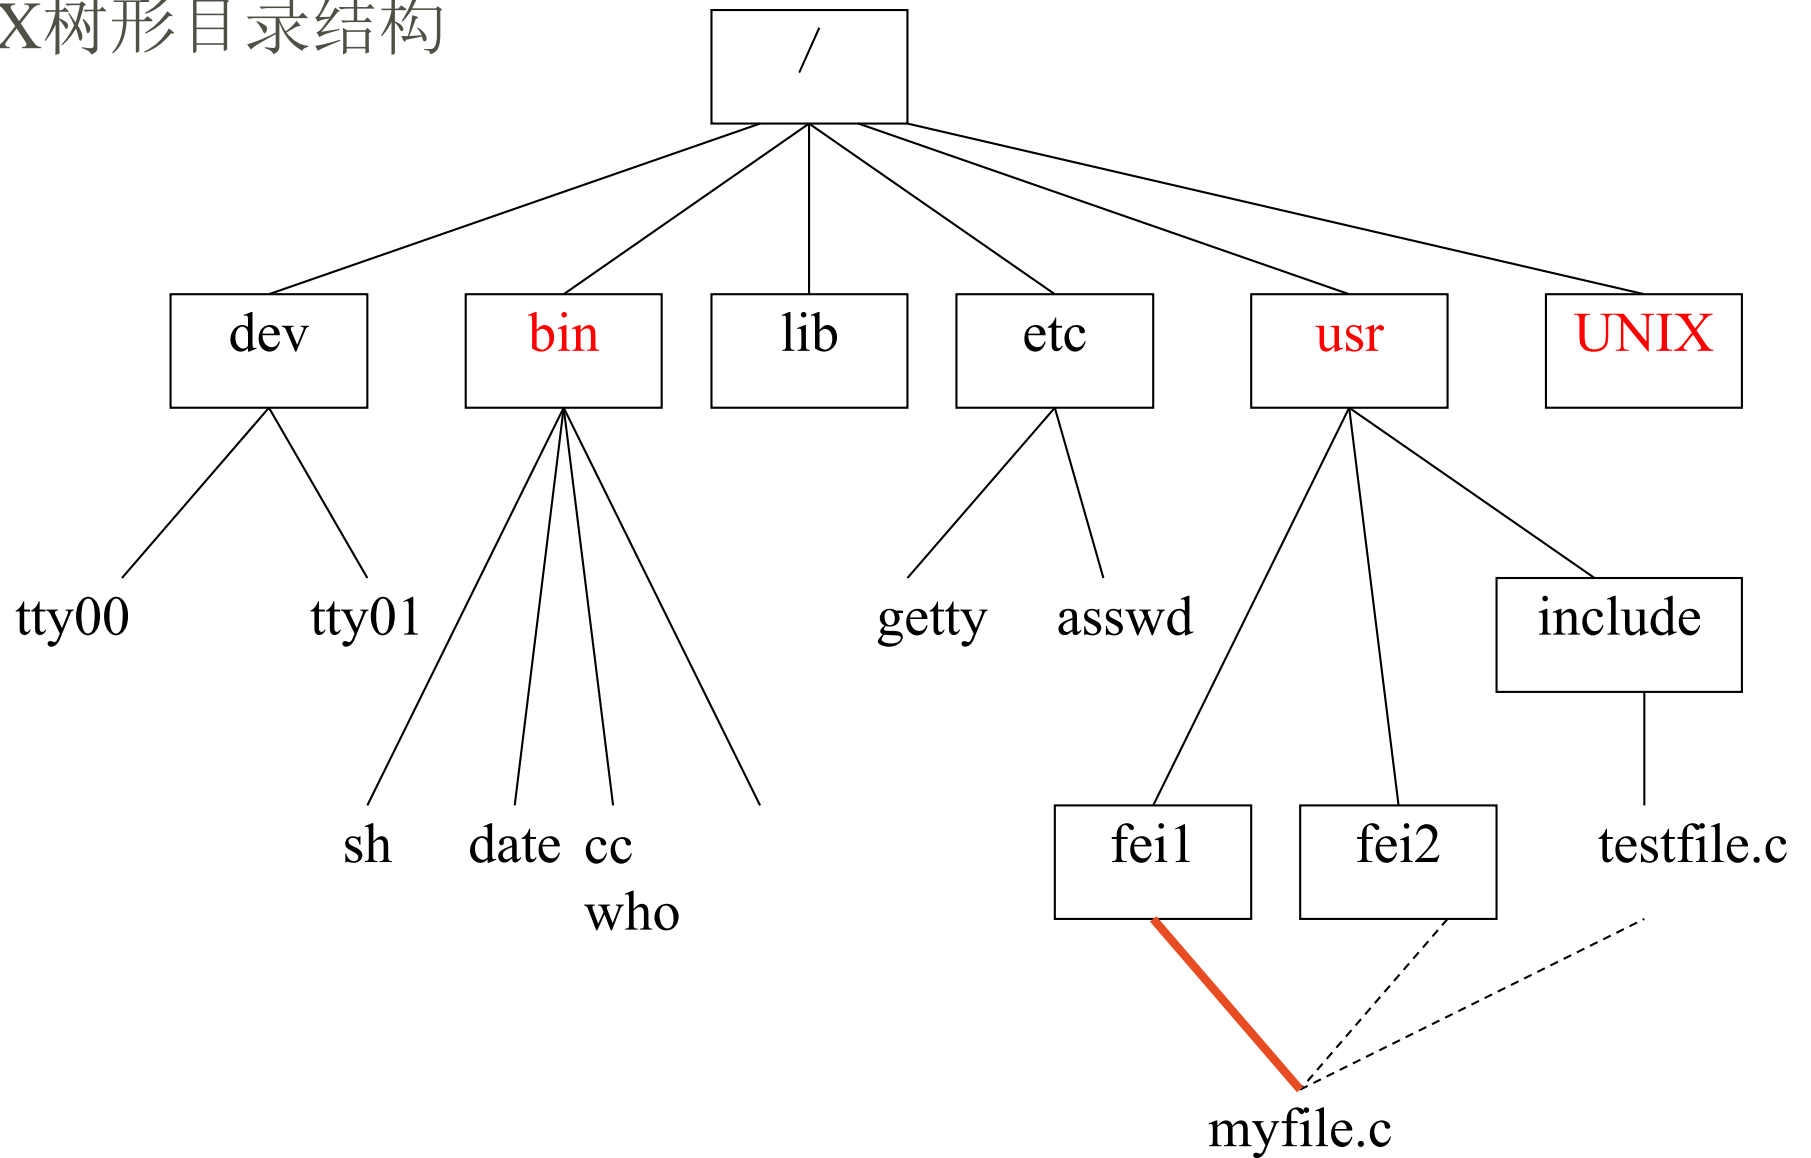 X树形目录结构
/
dev
bin
lib
etc
usr
UNIX
tty00
tty01
getty
asswd
include
sh
date
cc
who
fei1
fei2
testfile.c
myfile.c